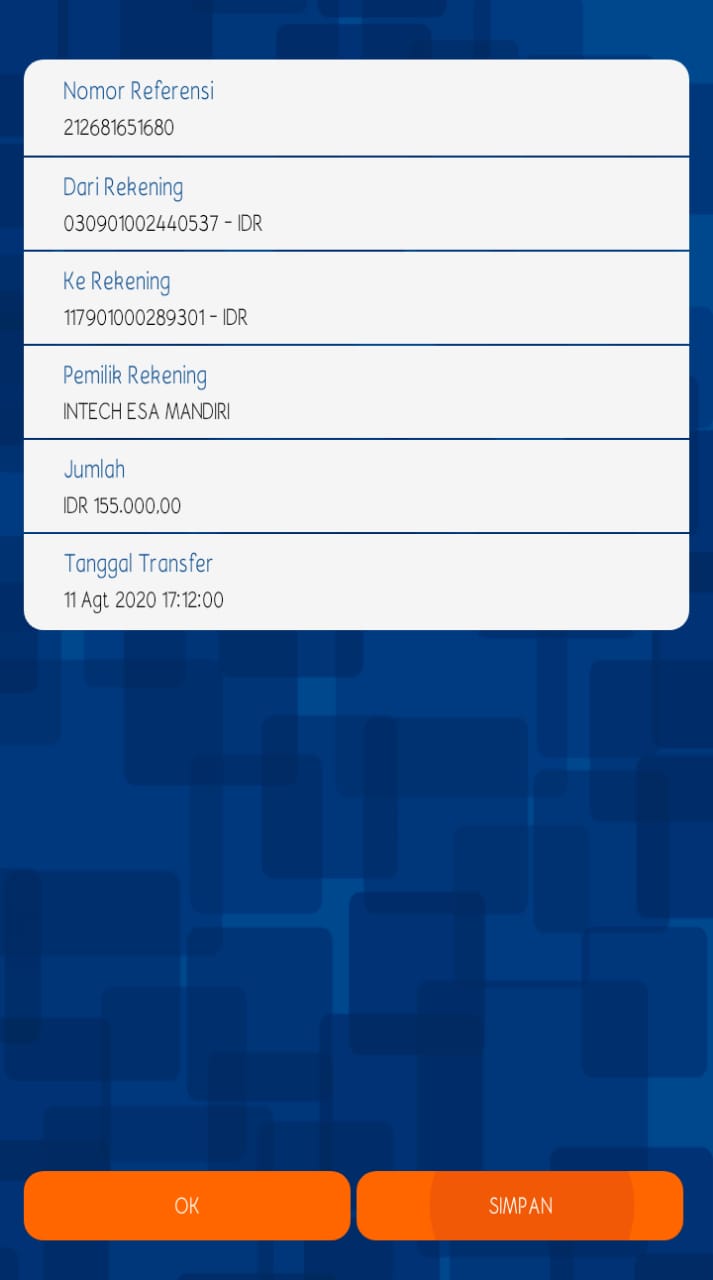 Nomor Referensi
212681651680
Dari Rekening
030901002440537 - IDR
Ke Rekening
117901000289301 - IDR
Pemilik Rekening
INTECH ESA MANDIRI
Jumlah
IDR 155.000,00
Tanggal Transfer
11 Agt 2020 17:12:00
OK
SIMPAN